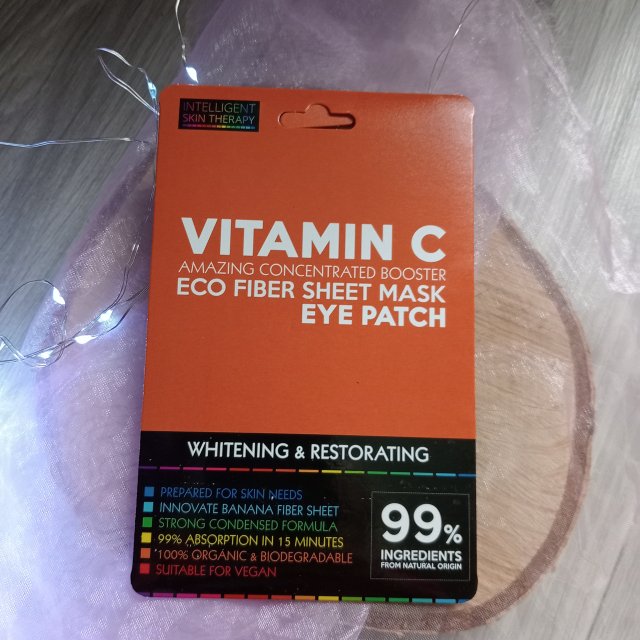 INTELLIGENT
SKIN THERAPY
VITAMIN C
AMAZING CONCENTRATED BOOSTER
ECO FIBER SHEET MASK
EYE PATCH
WHITENING & RESTORATING
PREPARED FOR SKIN NEEDS
INNOVATE BANANA FIBER SHEET
STRONG CONDENSED FORMULA
99% ABSORPTION IN 15 MINUTES
100% ORGANIC & BIODEGRADABLE
SUITABLE FOR VEGAN
99%
INGREDIENTS
FROM NATURAL ORIGIN